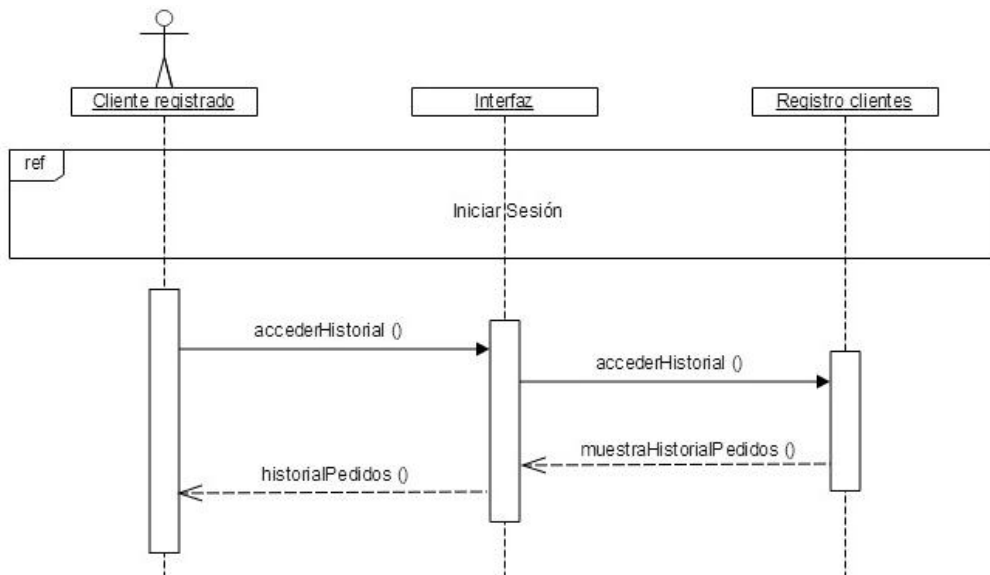 Cliente registrado
Interfaz
Registro clientes
ref
Iniciar Sesión
accederHistorial ()
accederHistorial ()
muestraHistorialPedidos ()
historialPedidos ()